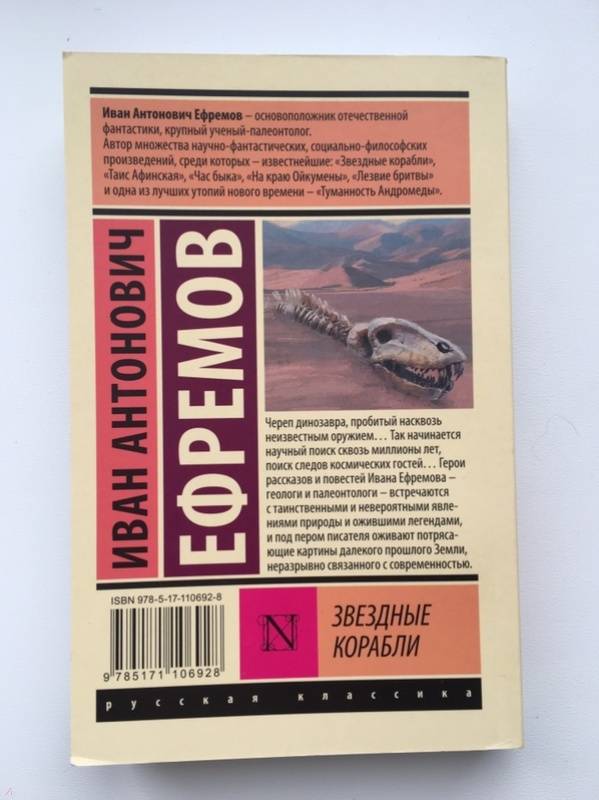 Иван Антонович Ефремов – основоположник отечественной
фантастики, крупный ученый-палеонтолог.
Автор множества научно-фантастических, социально-философских
произведений, среди которых – известнейшие: «Звездные корабли»,
«Таис Афинская», «Час быка», «На краю Ойкумены», «Лезвие бритвы»
и одна из лучших утопий нового времени – «Туманность Андромеды».
ИВАН АНТОНОВИЧ
ЕФРЕМОВ
Череп динозавра, пробитый насквозь
неизвестным оружием… Так начинается
научный поиск сквозь миллионы лет,
поиск следов космических гостей… Герои
рассказов и повестей Ивана Ефремова –
геологи и палеонтологи – встречаются
с таинственными и невероятными явле-
ниями природы и ожившими легендами,
и под пером писателя оживают потряса-
ющие картины далекого прошлого Земли,
неразрывно связанного с современностью.
ISBN 978-5-17-110692-8
9 785171 106928
N
ЗВЕЗДНЫЕ
КОРАБЛИ
русская классика